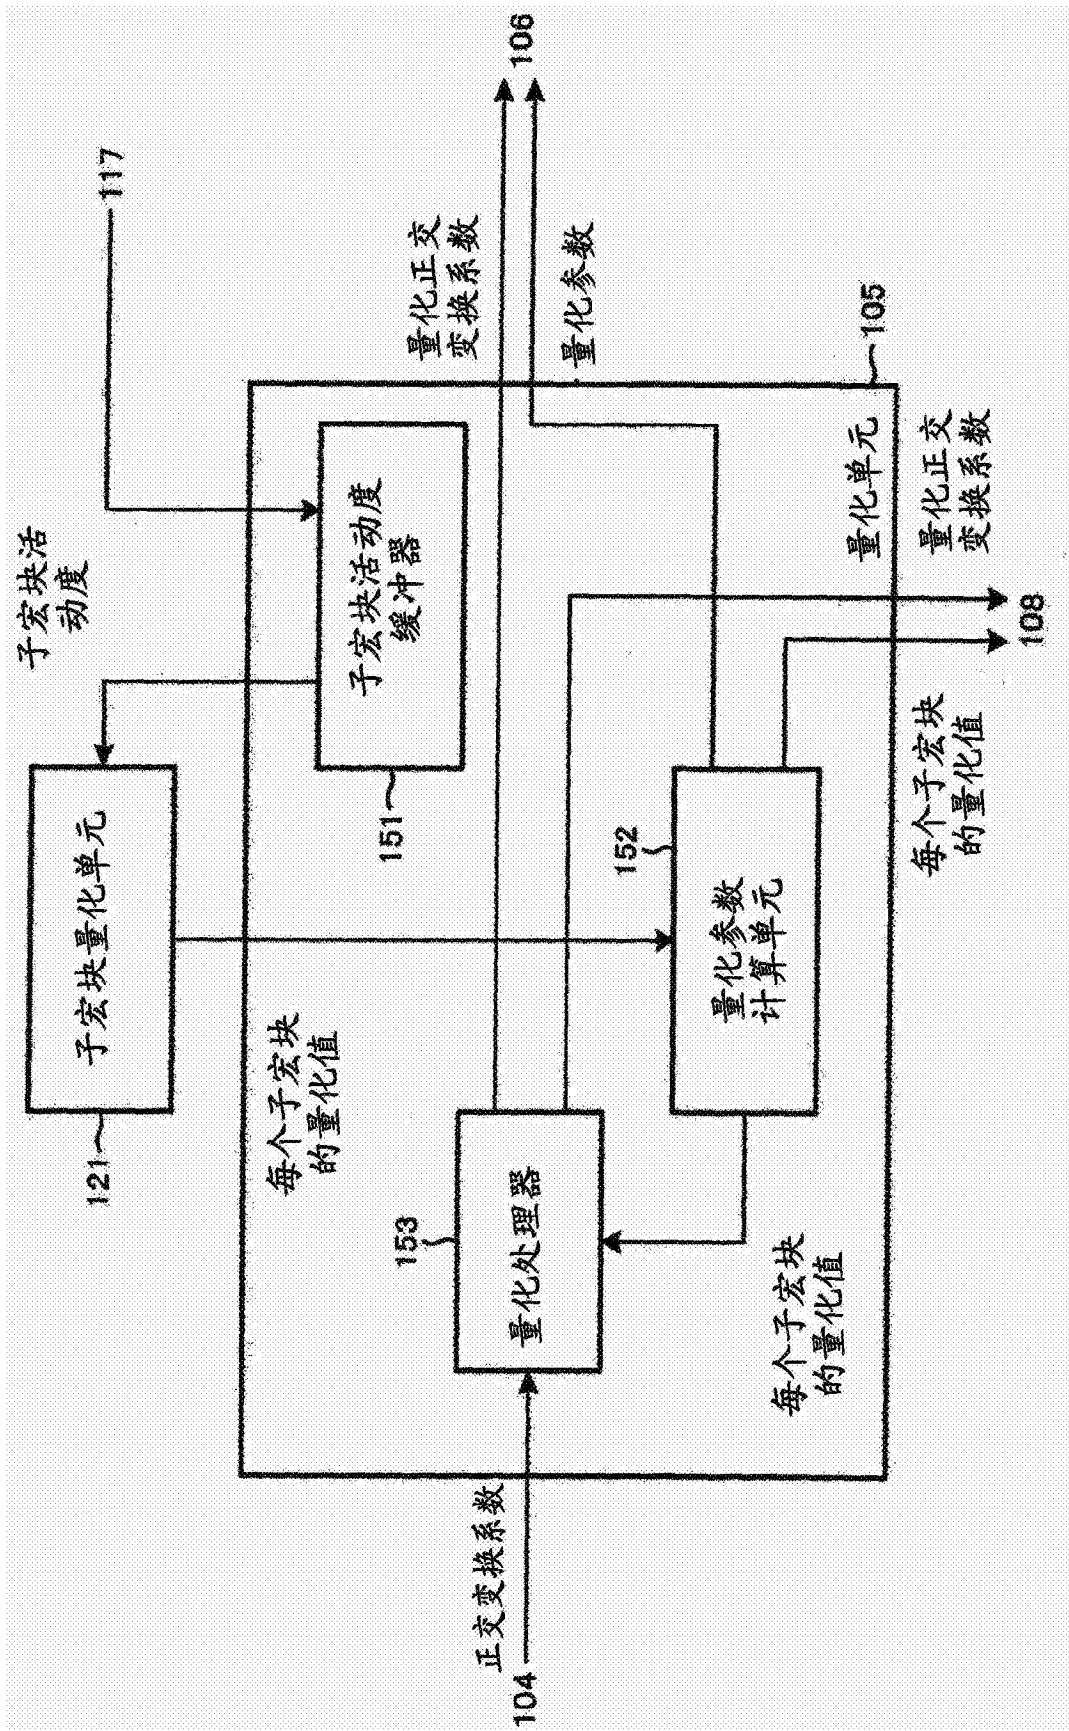 121
子宏块量化单元
子宏块活
动度
117
每个子宏块
的量化值
151
子宏块活动度
缓冲器
量化正交
变换系数
106
153
量化处理器
正交变换系数
104
量化参数
152
量化参数
计算单元
每个子宏块
的量化值
量化单元
105
每个子宏块
的量化值
108
量化正交
变换系数